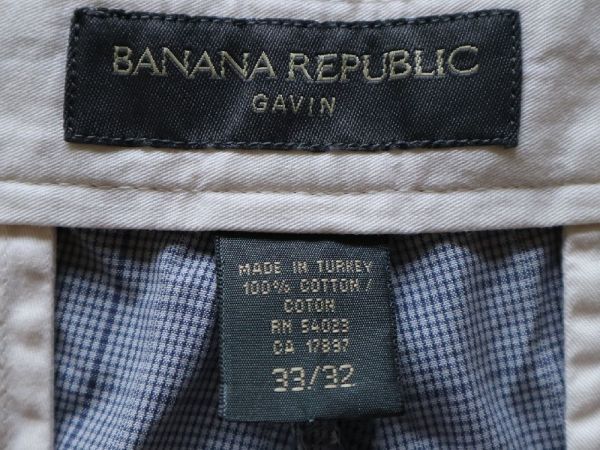 BANANA REPUBLIC
GAVIN
MADE IN TURKEY
100% COTTON /
COTON
RN 54023
CA 17897
33/32